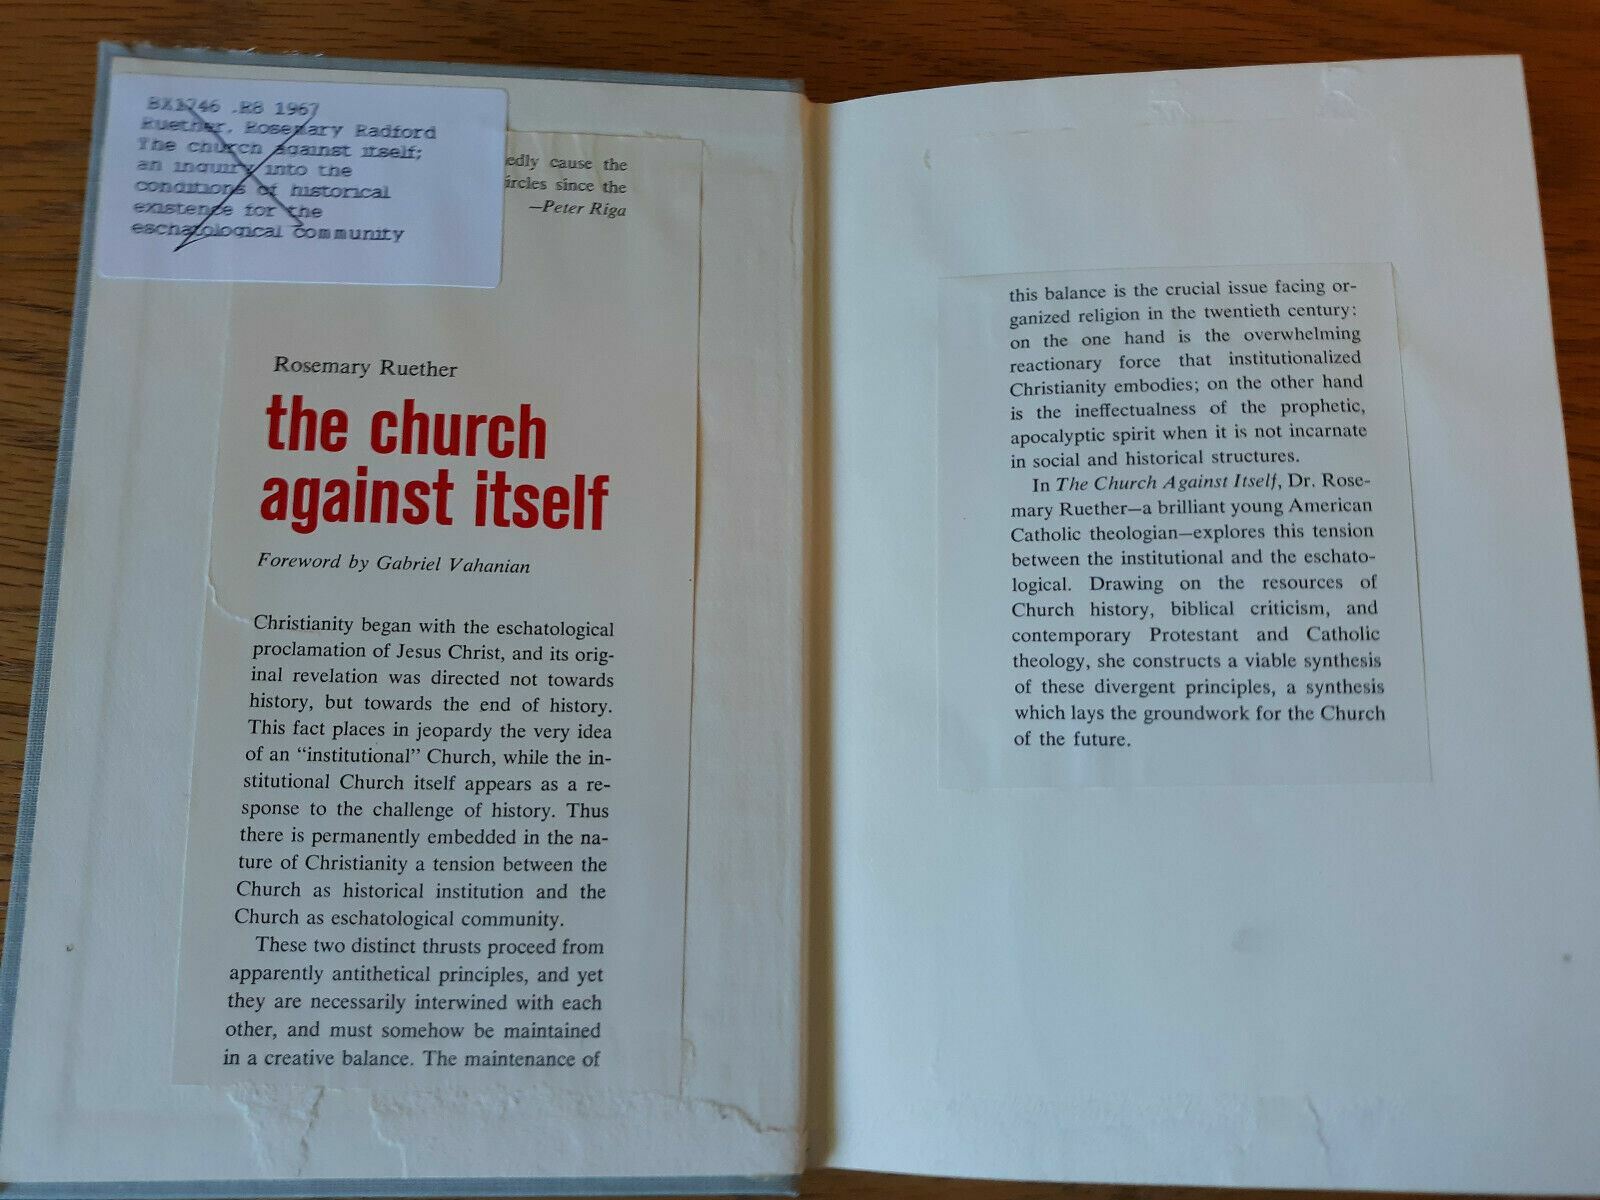 BX1746 .R8 1967
Ruether, Rosemary Radford
The church against itself;
an inquiry into the
conditions of historical
existence for the
eschatological community
edly cause the
ircles since the
—Peter Riga
Rosemary Ruether
the church
against itself
Foreword by Gabriel Vahanian
Christianity began with the eschatological
proclamation of Jesus Christ, and its orig-
inal revelation was directed not towards
history, but towards the end of history.
This fact places in jeopardy the very idea
of an “institutional” Church, while the in-
stitutional Church itself appears as a re-
sponse to the challenge of history. Thus
there is permanently embedded in the na-
ture of Christianity a tension between the
Church as historical institution and the
Church as eschatological community.
These two distinct thrusts proceed from
apparently antithetical principles, and yet
they are necessarily interwined with each
other, and must somehow be maintained
in a creative balance. The maintenance of
this balance is the crucial issue facing or-
ganized religion in the twentieth century:
on the one hand is the overwhelming
reactionary force that institutionalized
Christianity embodies; on the other hand
is the ineffectualness of the prophetic,
apocalyptic spirit when it is not incarnate
in social and historical structures.
In The Church Against Itself, Dr. Rose-
mary Ruether—a brilliant young American
Catholic theologian—explores this tension
between the institutional and the eschato-
logical. Drawing on the resources of
Church history, biblical criticism, and
contemporary Protestant and Catholic
theology, she constructs a viable synthesis
of these divergent principles, a synthesis
which lays the groundwork for the Church
of the future.